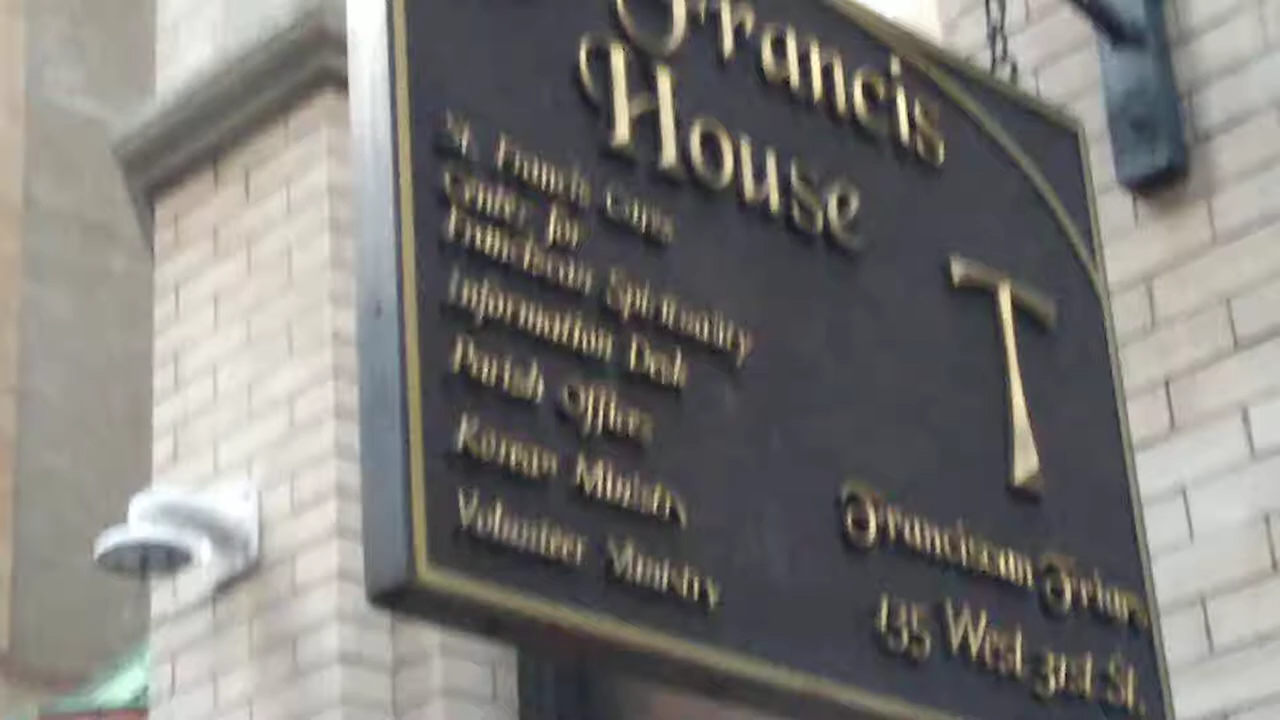 Francis
House
St. Francis Cares
Center for
Franciscan Spirituality
Information Desk
Parish Offices
Korean Ministry
Volunteer Ministry
T
Franciscan Friars
135 West 31st St.